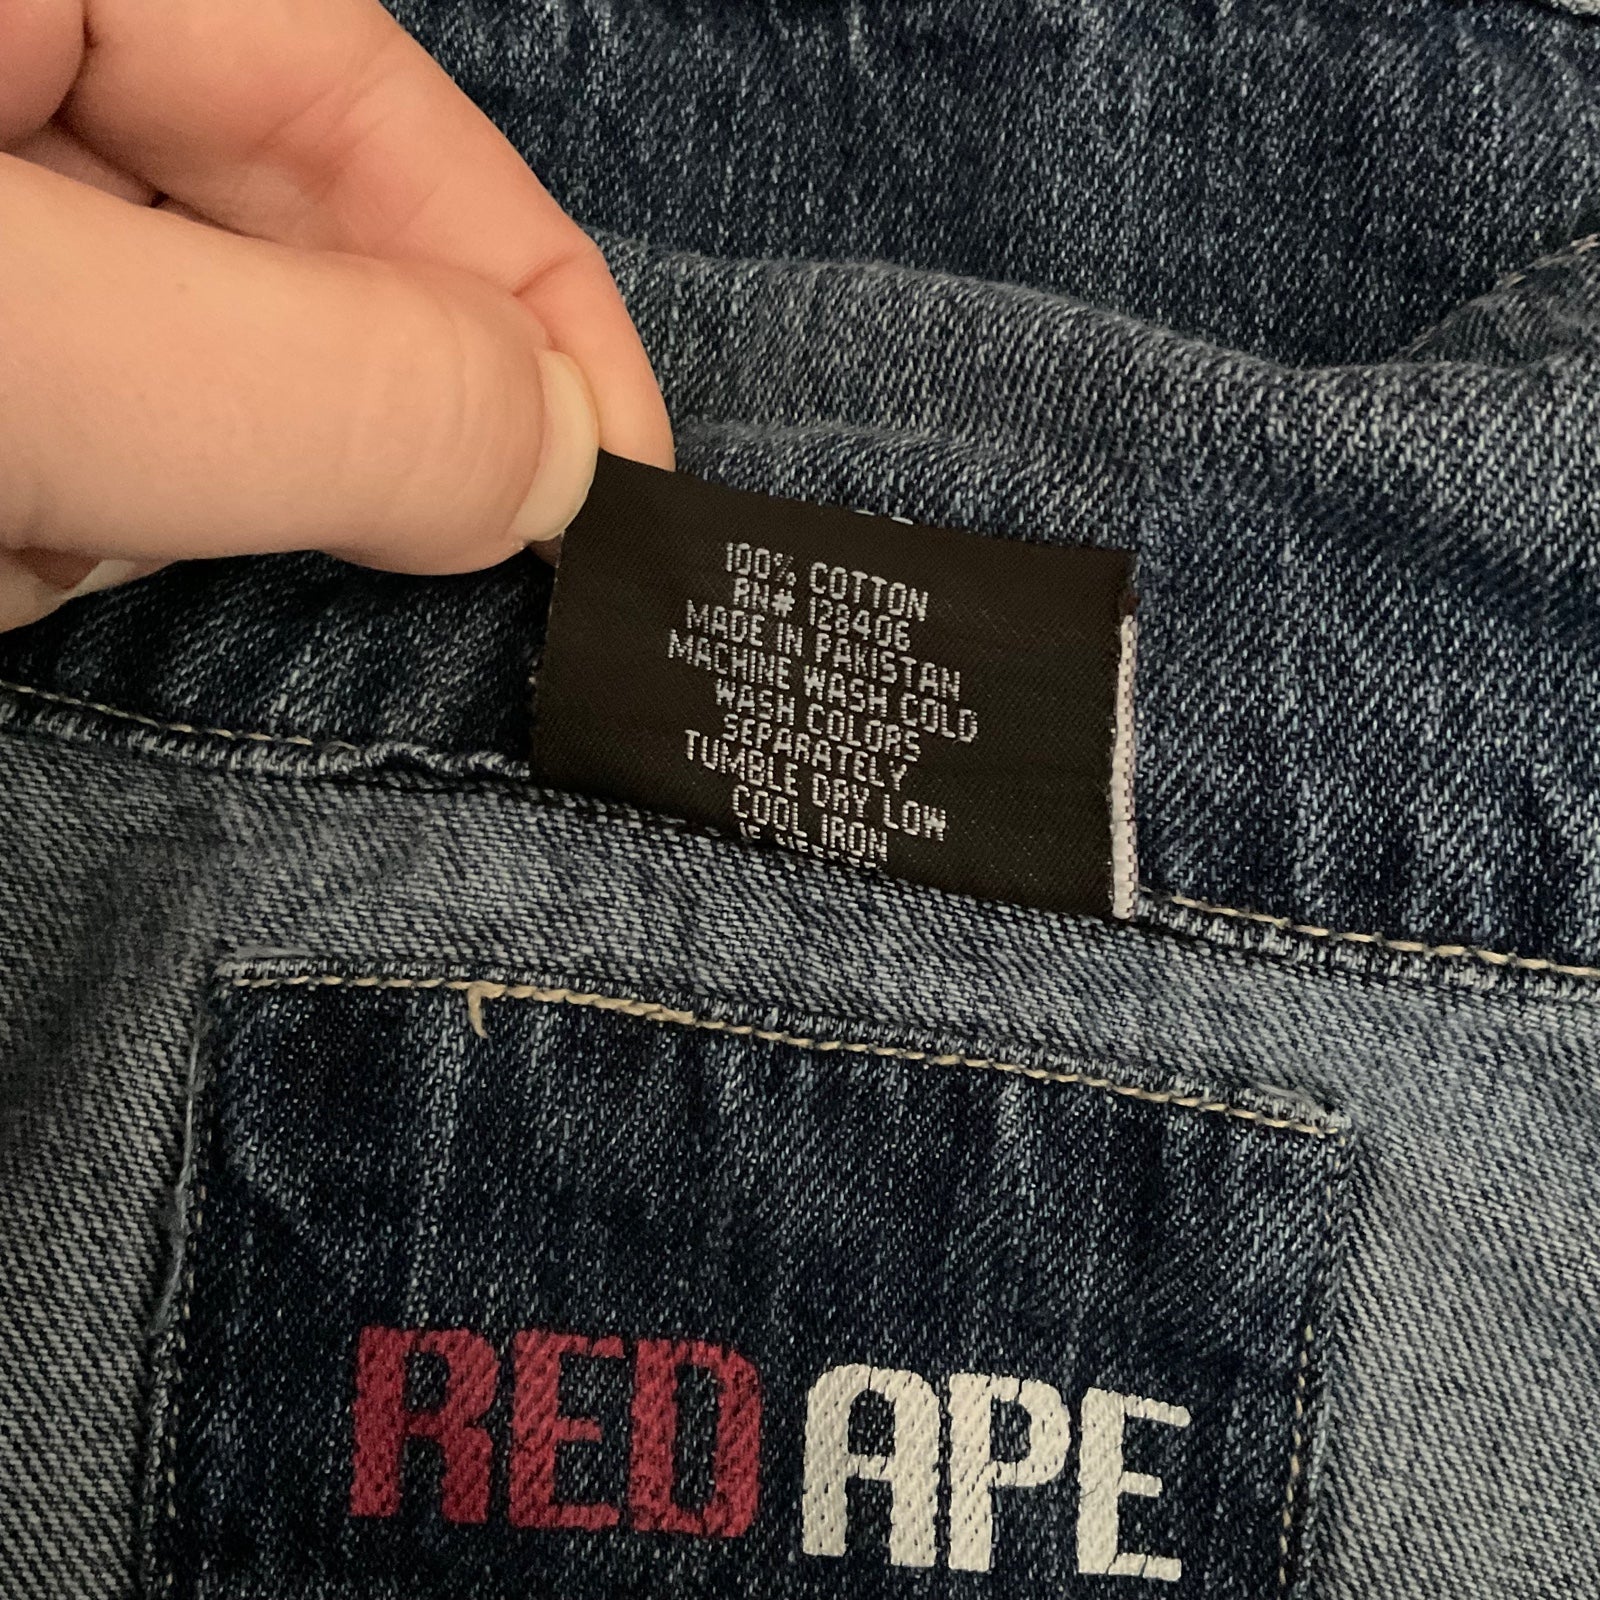 100% COTTON
RN# 128406
MADE IN PAKISTAN
MACHINE WASH COLD
WASH COLORS
SEPARATELY
TUMBLE DRY LOW
COOL IRON
RED APE